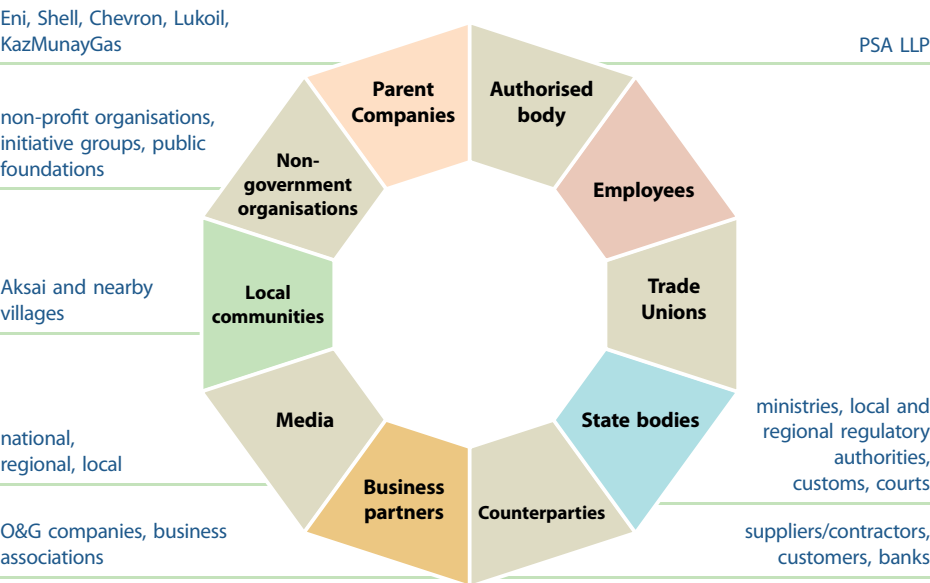 Eni, Shell, Chevron, Lukoil,
KazMunayGas
PSA LLP
Parent
Companies
Authorised
body
non-profit organisations,
initiative groups, public
foundations
Non-
government
organisations
Employees
Aksai and nearby
villages
Local
communities
Trade
Unions
national,
regional, local
Media
State bodies
ministries, local and
regional regulatory
authorities,
customs, courts
O&G companies, business
associations
Business
partners
Counterparties
suppliers/contractors,
customers, banks